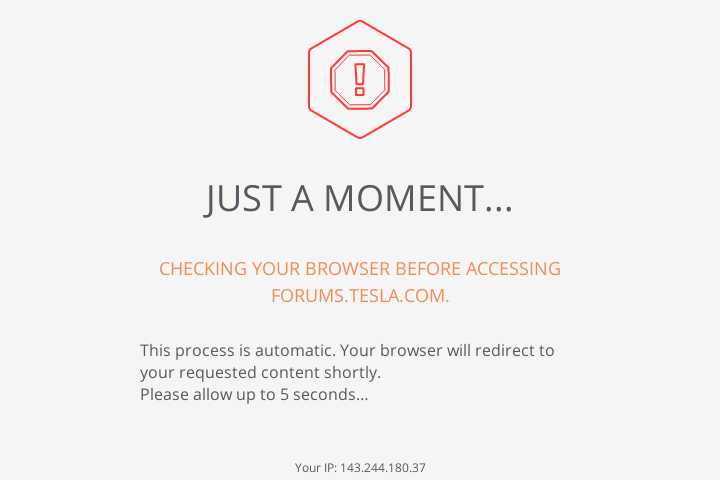 JUST A MOMENT...
CHECKING YOUR BROWSER BEFORE ACCESSING
FORUMS.TESLA.COM.
This process is automatic. Your browser will redirect to
your requested content shortly.
Please allow up to 5 seconds...
Your IP: 143.244.180.37